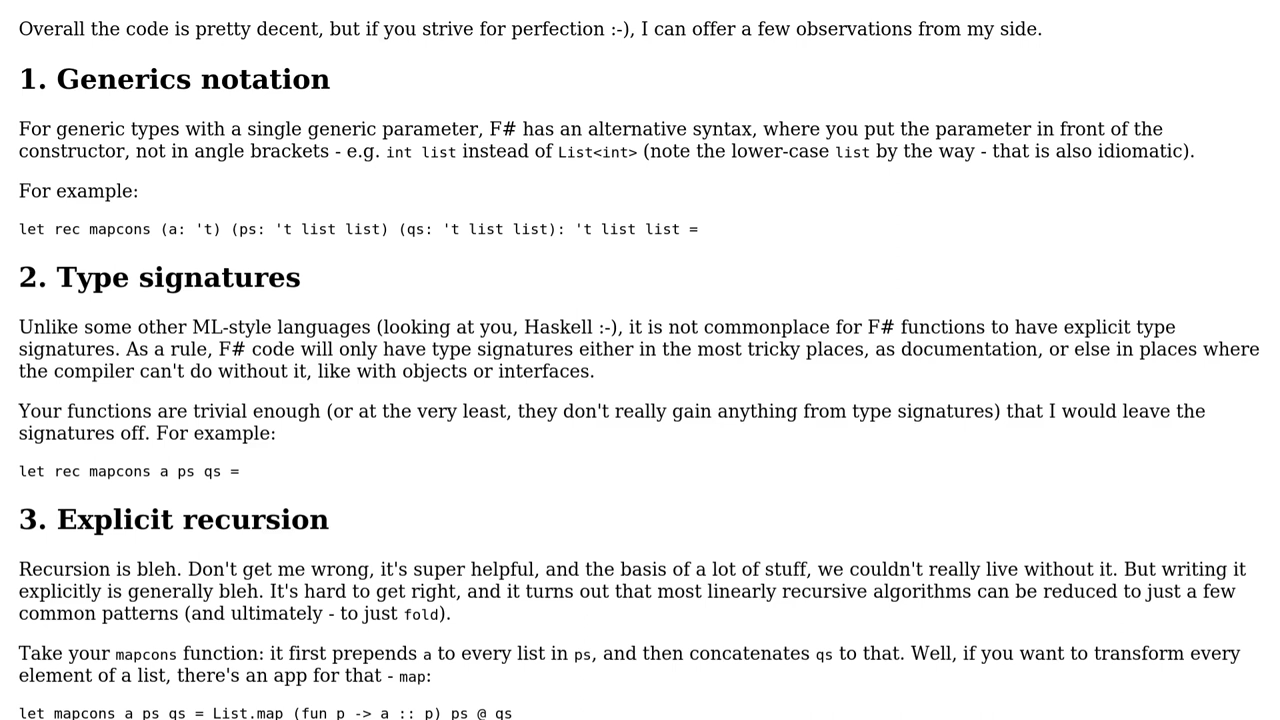 Overall the code is pretty decent, but if you strive for perfection :-), I can offer a few observations from my side.
1. Generics notation
For generic types with a single generic parameter, F# has an alternative syntax, where you put the parameter in front of the
constructor, not in angle brackets - e.g. int list instead of List<int> (note the lower-case list by the way - that is also idiomatic).
For example:
let rec mapcons (a: 't) (ps: 't list list) (qs: 't list list): 't list list =
2. Type signatures
Unlike some other ML-style languages (looking at you, Haskell :-), it is not commonplace for F# functions to have explicit type
signatures. As a rule, F# code will only have type signatures either in the most tricky places, as documentation, or else in places where
the compiler can't do without it, like with objects or interfaces.
Your functions are trivial enough (or at the very least, they don't really gain anything from type signatures) that I would leave the
signatures off. For example:
let rec mapcons a ps qs =
3. Explicit recursion
Recursion is bleh. Don't get me wrong, it's super helpful, and the basis of a lot of stuff, we couldn't really live without it. But writing it
explicitly is generally bleh. It's hard to get right, and it turns out that most linearly recursive algorithms can be reduced to just a few
common patterns (and ultimately - to just fold).
Take your mapcons function: it first prepends a to every list in ps, and then concatenates qs to that. Well, if you want to transform every
element of a list, there's an app for that - map:
let mapcons a ps qs = List.map (fun p -> a :: p) ps @ qs